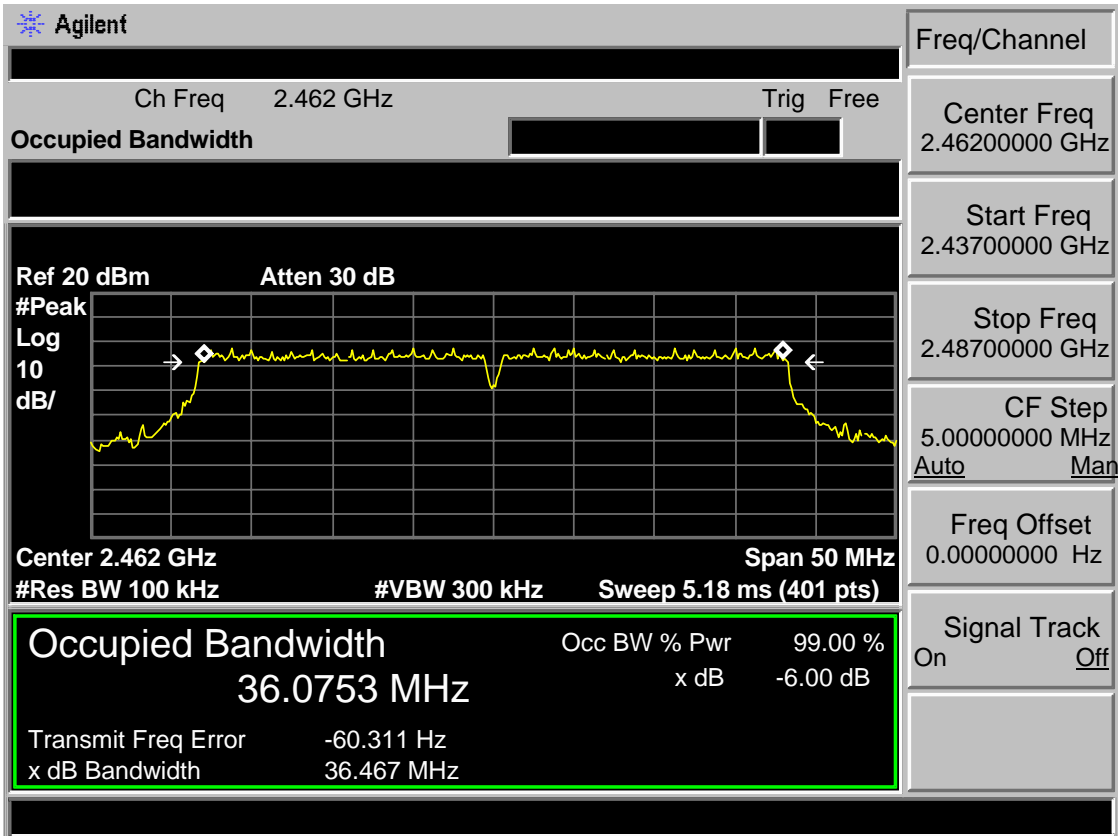 Agilent
Freq/Channel
Ch Freq 2.462 GHz Trig Free
Occupied Bandwidth
Center Freq
2.46200000 GHz
Start Freq
2.43700000 GHz
Stop Freq
2.48700000 GHz
CF Step
5.00000000 MHz
Auto Man
Freq Offset
0.00000000 Hz
Signal Track
On Off
Ref 20 dBm Atten 30 dB
#Peak
Log
10
dB/
Center 2.462 GHz Span 50 MHz
#Res BW 100 kHz #VBW 300 kHz Sweep 5.18 ms (401 pts)
Occupied Bandwidth Occ BW % Pwr 99.00 %
36.0753 MHz x dB -6.00 dB
Transmit Freq Error -60.311 Hz
x dB Bandwidth 36.467 MHz